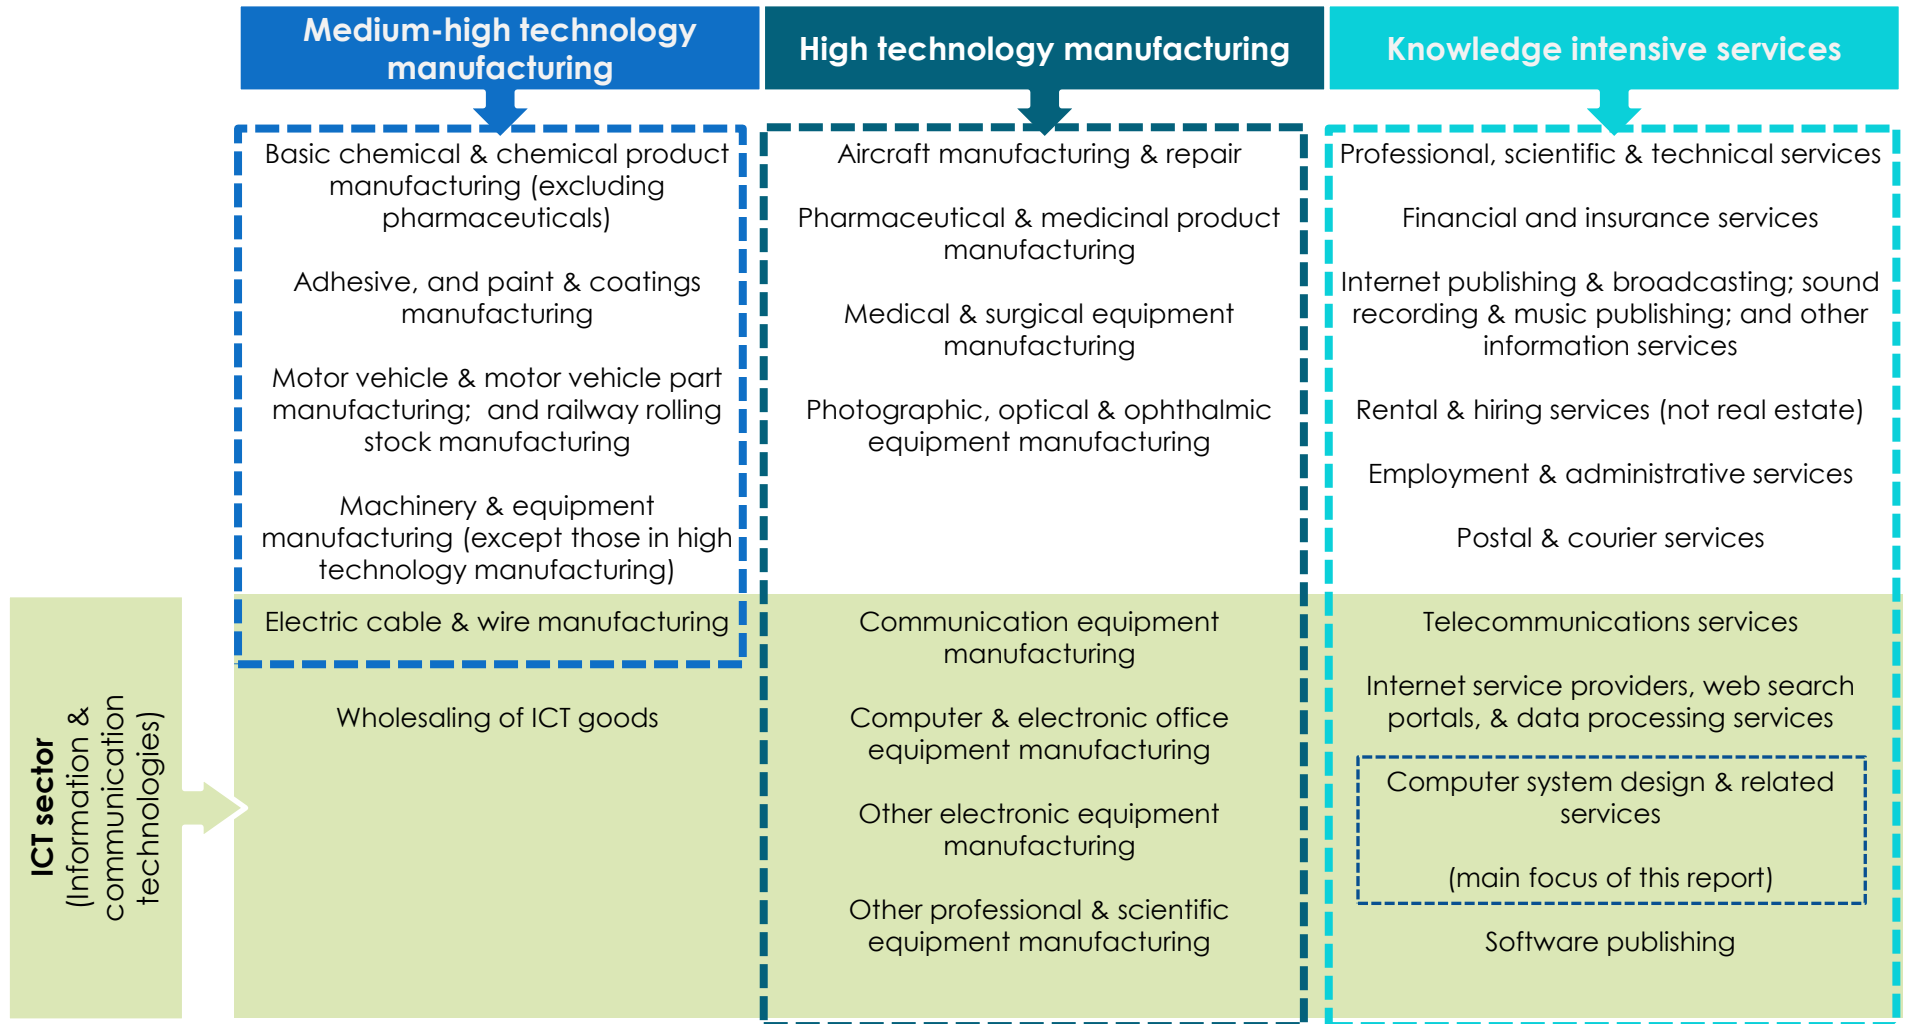 Medium-high technology
manufacturing
High technology manufacturing
Knowledge intensive services
Basic chemical & chemical product
manufacturing (excluding
pharmaceuticals)
Adhesive, and paint & coatings
manufacturing
Motor vehicle & motor vehicle part
manufacturing;  and railway rolling
stock manufacturing
Machinery & equipment
manufacturing (except those in high
technology manufacturing)
Electric cable & wire manufacturing
Wholesaling of ICT goods
Aircraft manufacturing & repair
Pharmaceutical & medicinal product
manufacturing
Medical & surgical equipment
manufacturing
Photographic, optical & ophthalmic
equipment manufacturing
Communication equipment
manufacturing
Computer & electronic office
equipment manufacturing
Other electronic equipment
manufacturing
Other professional & scientific
equipment manufacturing
Professional, scientific & technical services
Financial and insurance services
Internet publishing & broadcasting; sound
recording & music publishing; and other
information services
Rental & hiring services (not real estate)
Employment & administrative services
Postal & courier services
Telecommunications services
Internet service providers, web search
portals, & data processing services
Computer system design & related
services
(main focus of this report)
Software publishing
ICT sector
(Information &
communication
technologies)